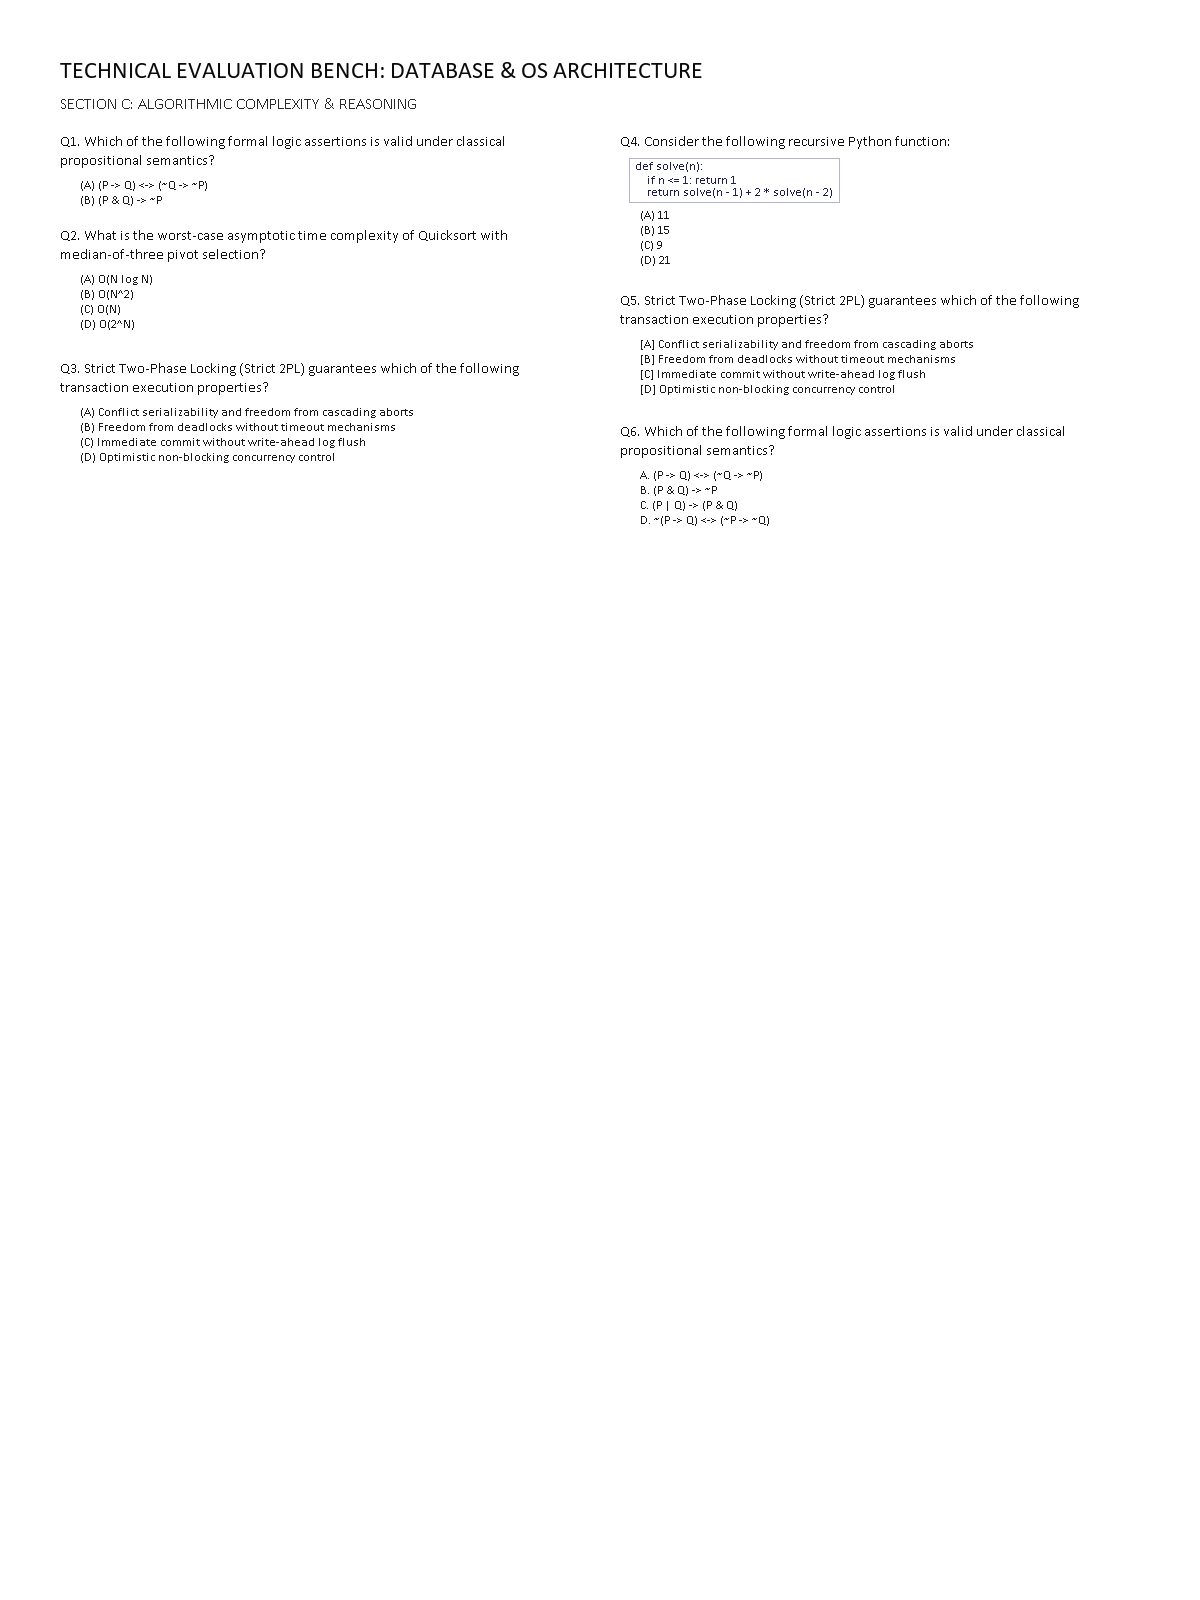 TECHNICAL EVALUATION BENCH: DATABASE & OS ARCHITECTURE
SECTION C: ALGORITHMIC COMPLEXITY & REASONING
Q1. Which of the following formal logic assertions is valid under classical
propositional semantics?
(A) (P -> Q) <-> (~Q -> ~P)
(B) (P & Q) -> ~P
Q2. What is the worst-case asymptotic time complexity of Quicksort with
median-of-three pivot selection?
(A) O(N log N)
(B) O(N^2)
(C) O(N)
(D) O(2^N)
Q3. Strict Two-Phase Locking (Strict 2PL) guarantees which of the following
transaction execution properties?
(A) Conflict serializability and freedom from cascading aborts
(B) Freedom from deadlocks without timeout mechanisms
(C) Immediate commit without write-ahead log flush
(D) Optimistic non-blocking concurrency control
Q4. Consider the following recursive Python function:
def solve(n):
    if n <= 1: return 1
    return solve(n - 1) + 2 * solve(n - 2)
(A) 11
(B) 15
(C) 9
(D) 21
Q5. Strict Two-Phase Locking (Strict 2PL) guarantees which of the following
transaction execution properties?
[A] Conflict serializability and freedom from cascading aborts
[B] Freedom from deadlocks without timeout mechanisms
[C] Immediate commit without write-ahead log flush
[D] Optimistic non-blocking concurrency control
Q6. Which of the following formal logic assertions is valid under classical
propositional semantics?
A. (P -> Q) <-> (~Q -> ~P)
B. (P & Q) -> ~P
C. (P | Q) -> (P & Q)
D. ~(P -> Q) <-> (~P -> ~Q)